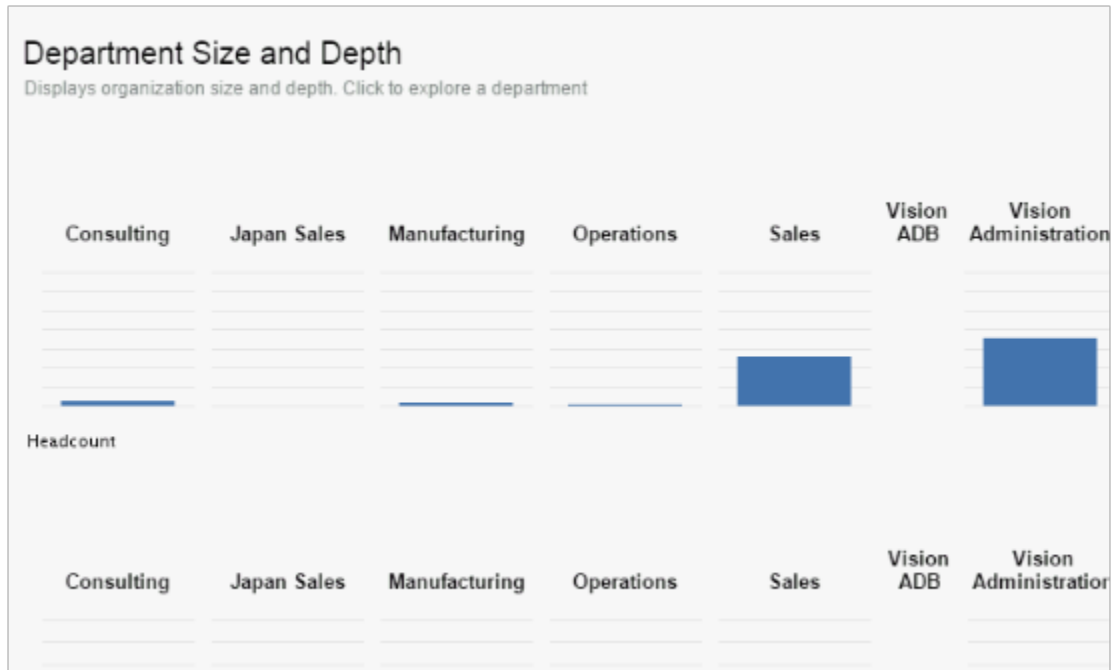 Department Size and Depth
Displays organization size and depth. Click to explore a department
Consulting
Japan Sales
Manufacturing
Operations
Sales
Vision
ADB
Vision
Administration
Headcount
Consulting
Japan Sales
Manufacturing
Operations
Sales
Vision
ADB
Vision
Administration